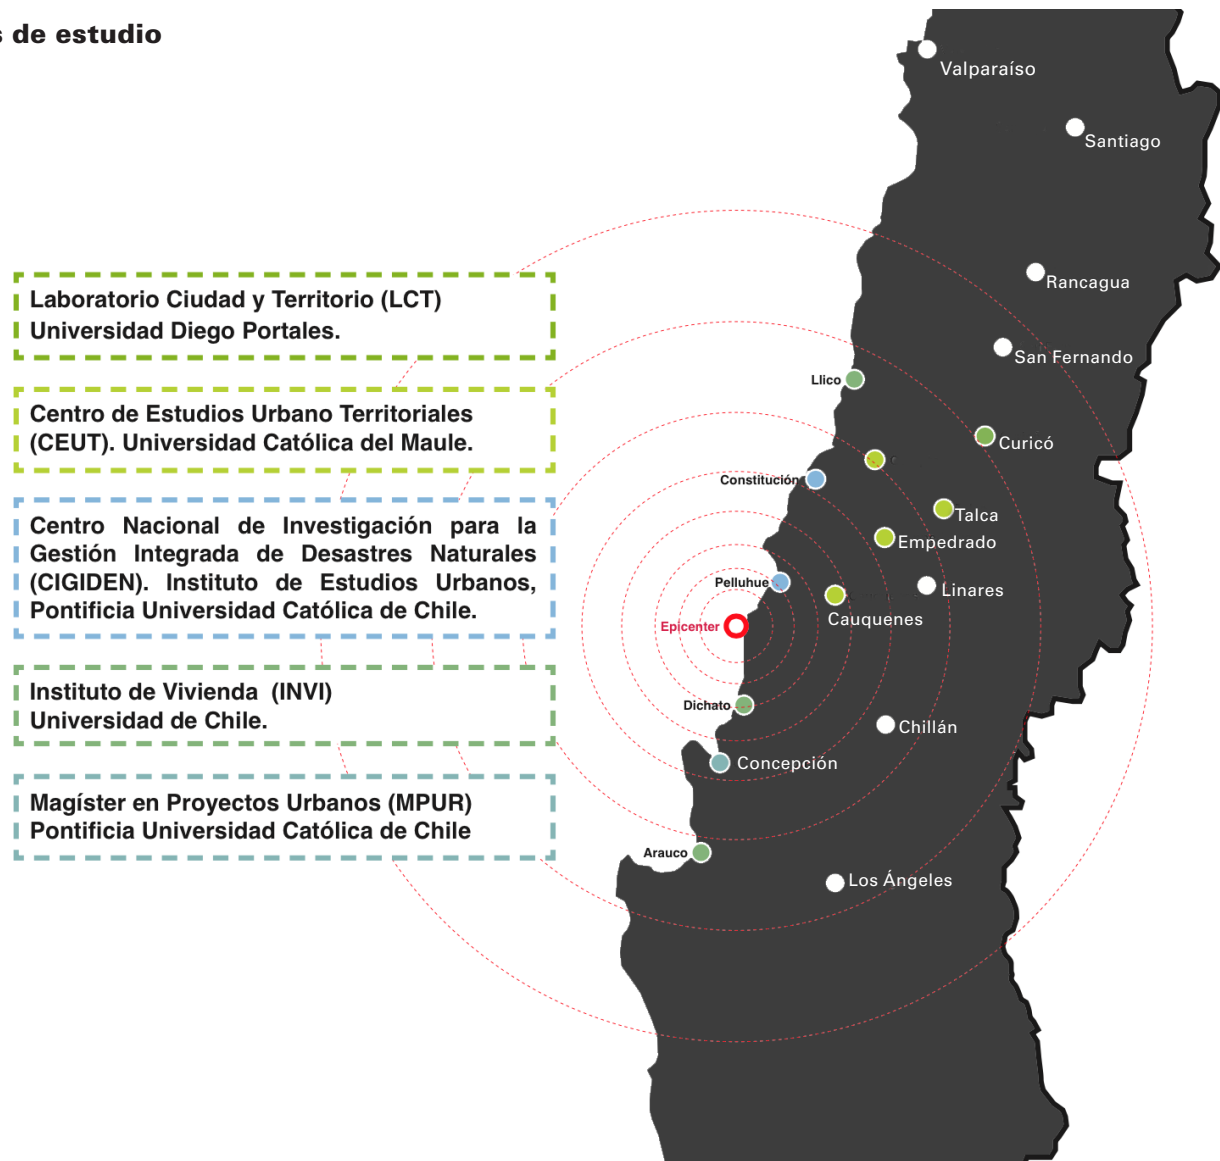 s de estudio
Valparaíso
Santiago
Rancagua
San Fernando
Laboratorio Ciudad y Territorio (LCT)
Universidad Diego Portales.
Llico
Centro de Estudios Urbano Territoriales
(CEUT). Universidad Católica del Maule.
Curicó
Constitución
Talca
Centro Nacional de Investigación para la
Gestión Integrada de Desastres Naturales
(CIGIDEN). Instituto de Estudios Urbanos,
Pontificia Universidad Católica de Chile.
Empedrado
Pelluhue
Linares
Cauquenes
Epicenter
Instituto de Vivienda (INVI)
Universidad de Chile.
Dichato
Chillán
Concepción
Magíster en Proyectos Urbanos (MPUR)
Pontificia Universidad Católica de Chile
Arauco
Los Ángeles